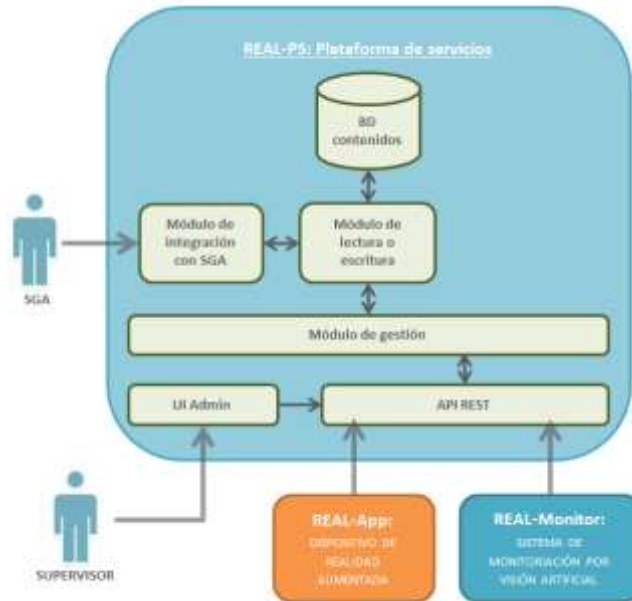 REAL-PS: Plataforma de servicios
BD
contenidos
Módulo de
integración
con SGA
Módulo de
lectura o
escritura
SGA
Módulo de gestión
UI Admin
API REST
SUPERVISOR
REAL-App:
DISPOSITIVO DE
REALIDAD
AUMENTADA
REAL-Monitor:
SISTEMA DE
MONITORIACIÓN POR
VISIÓN ARTIFICIAL